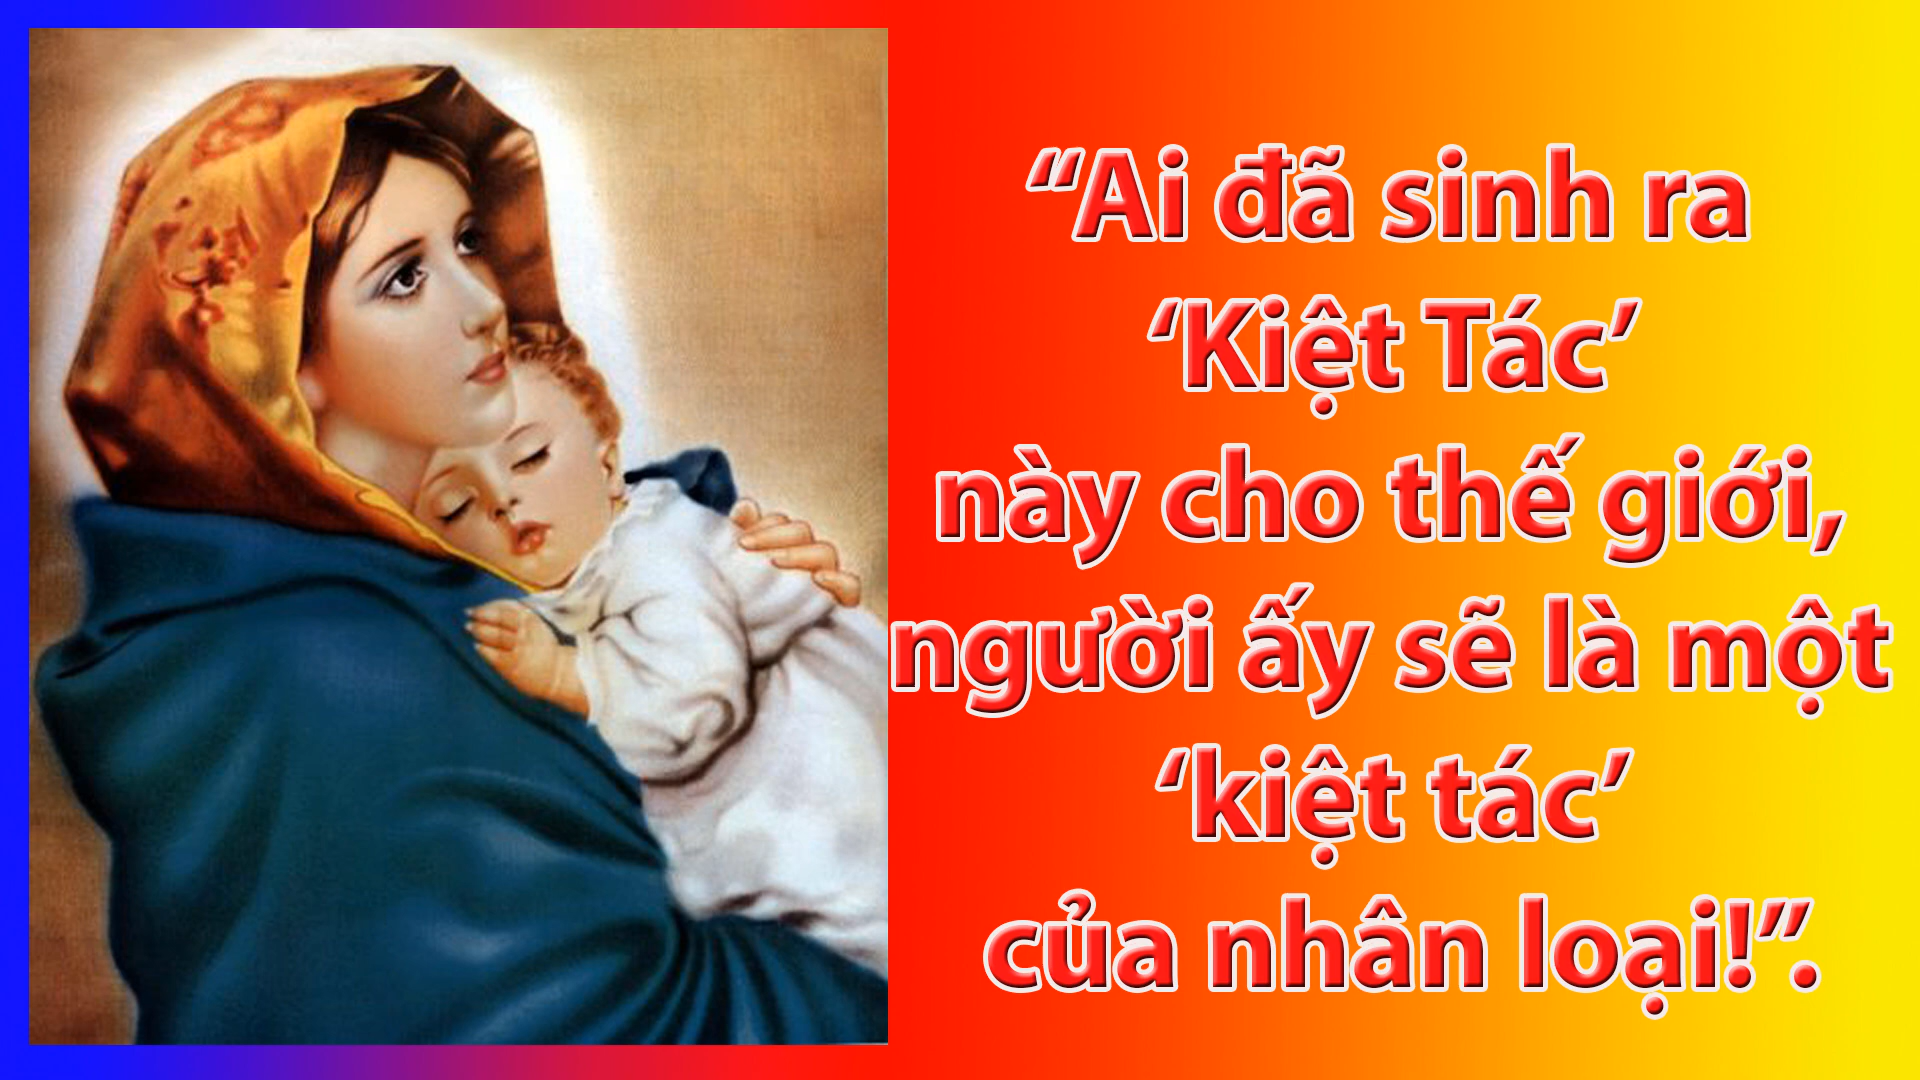 “Ai đã sinh ra
‘Kiệt Tác’
này cho thế giới,
người ấy sẽ là một
‘kiệt tác’
của nhân loại!”.